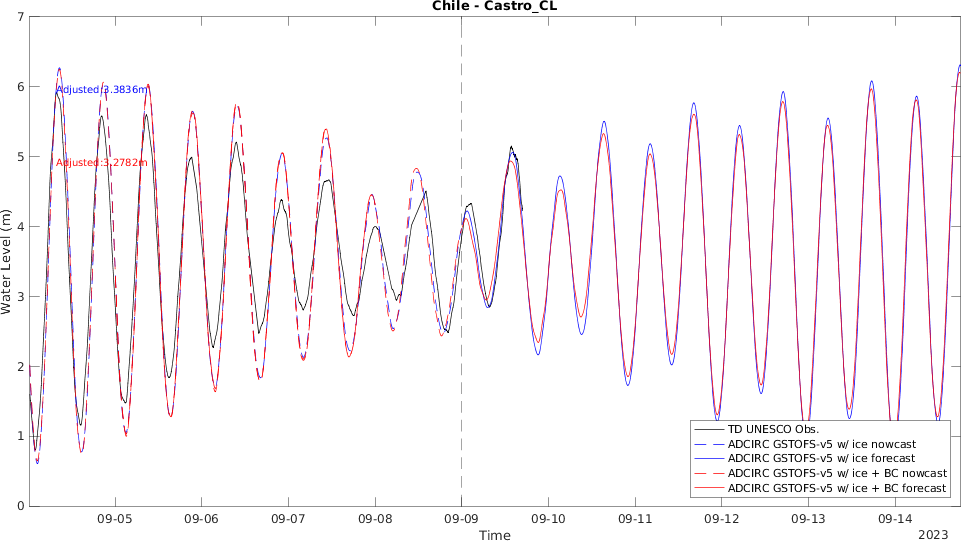 Chile - Castro_CL
7
6
5
4
3
2
1
0
Water Level (m)
Adjusted:3.3836m
Adjusted:3.2782m
TD UNESCO Obs.
ADCIRC GSTOFS-v5 w/ ice nowcast
ADCIRC GSTOFS-v5 w/ ice forecast
ADCIRC GSTOFS-v5 w/ ice + BC nowcast
ADCIRC GSTOFS-v5 w/ ice + BC forecast
09-05 09-06 09-07 09-08 09-09 09-10 09-11 09-12 09-13 09-14
Time
2023